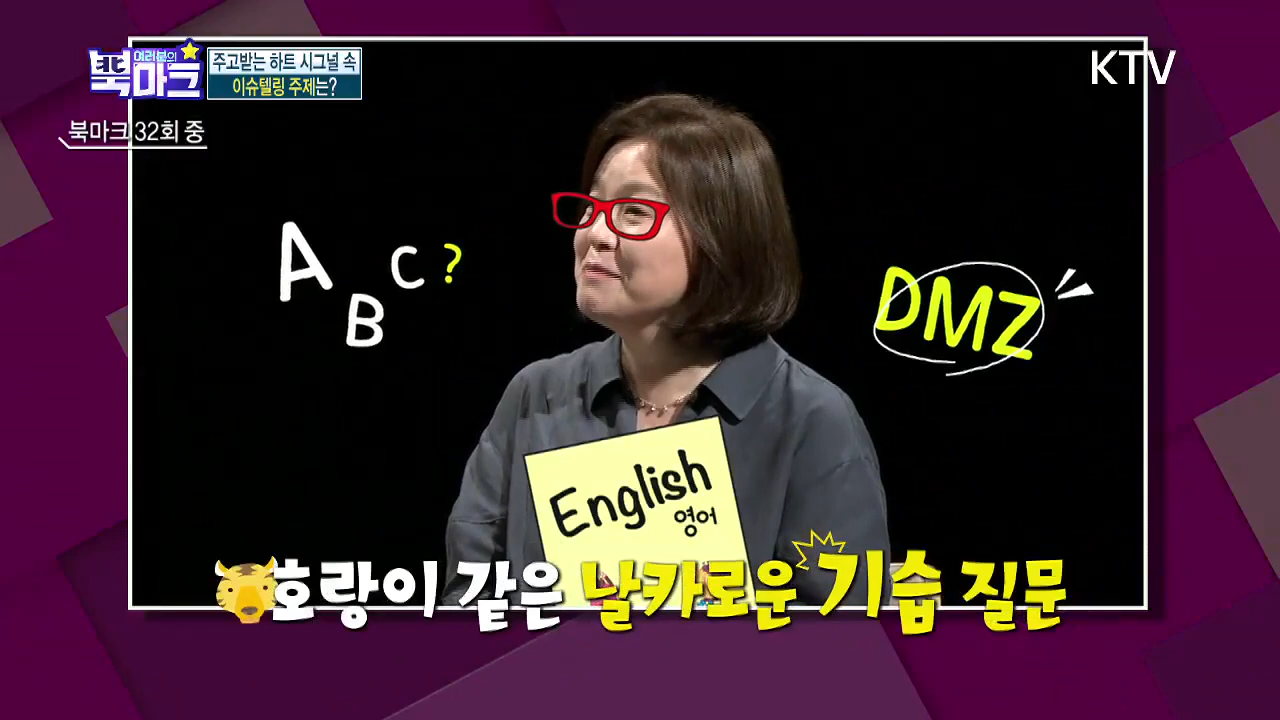 여러분의
북마크
주고받는 하트 시그널 속
이슈텔링 주제는?
KTV
북마크 32회 중
A B C ?
DMZ
English
영어
호랑이 같은 날카로운 기습 질문